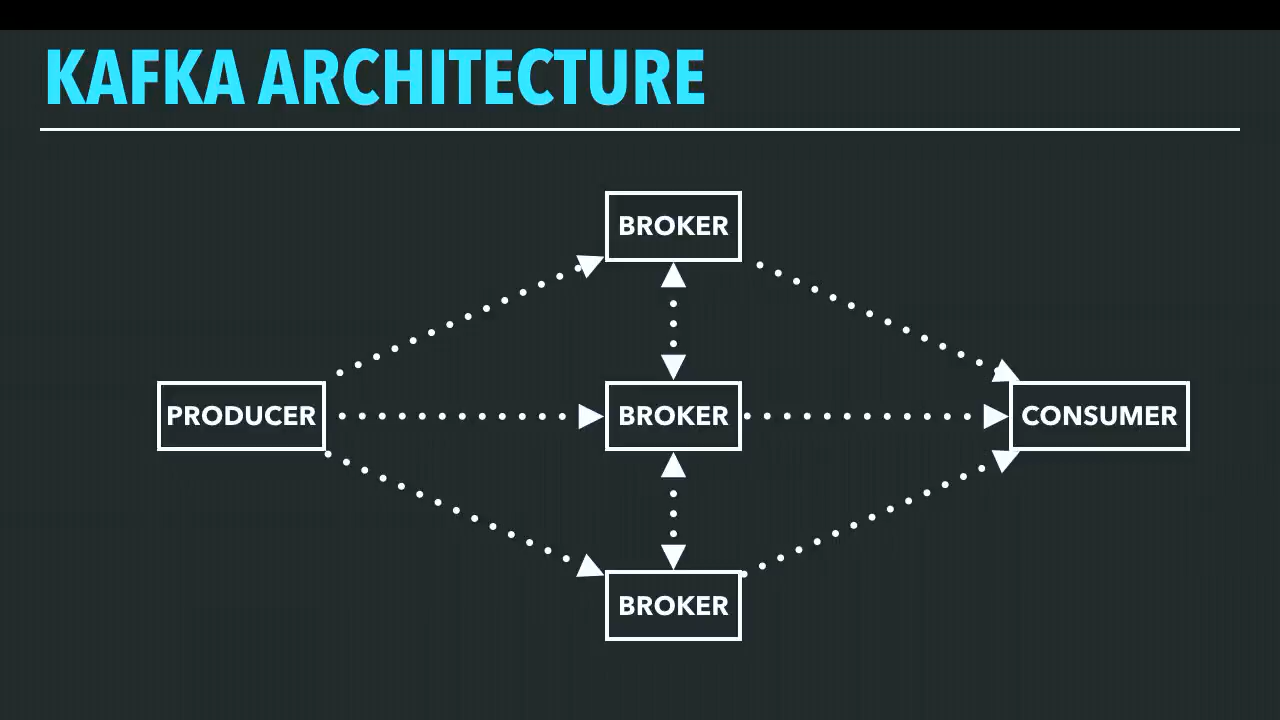 KAFKA ARCHITECTURE
BROKER
PRODUCER
BROKER
CONSUMER
BROKER